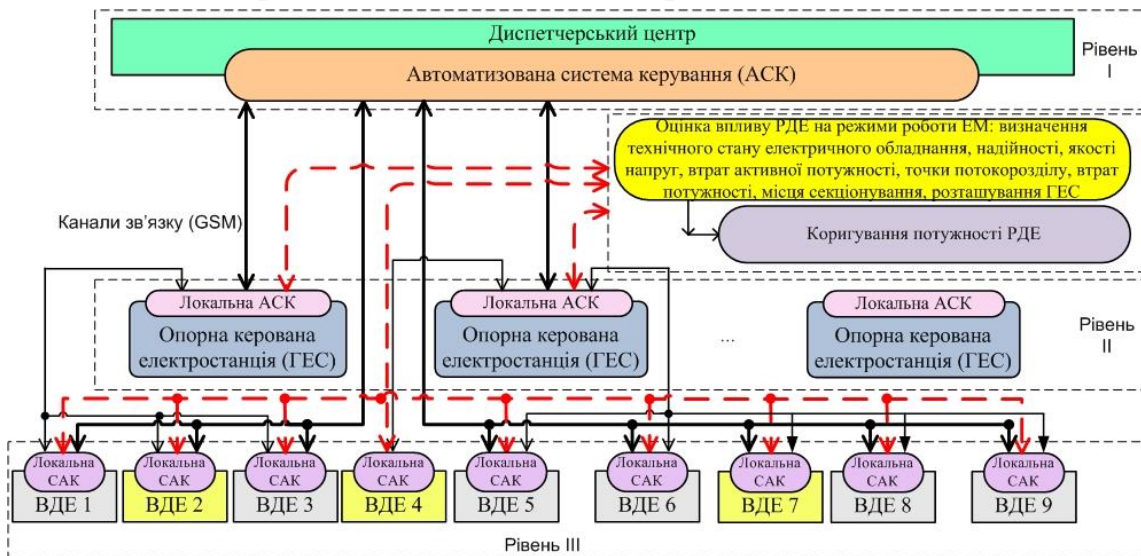 Диспетчерський центр
Автоматизована система керування (АСК)
Рівень
I
Оцінка впливу РДЕ на режими роботи ЕМ: визначення
технічного стану електричного обладнання, надійності, якості
напруг, втрат активної потужності, точки потокорозділу, втрат
потужності, місця секціонування, розташування ГЕС
Канали зв’язку (GSM)
Коригування потужності РДЕ
Локальна АСК
Опорна керована
електростанція (ГЕС)
Локальна АСК
Опорна керована
електростанція (ГЕС)
...
Локальна АСК
Опорна керована
електростанція (ГЕС)
Рівень
II
Локальна
САК
ВДЕ 1
Локальна
САК
ВДЕ 2
Локальна
САК
ВДЕ 3
Локальна
САК
ВДЕ 4
Локальна
САК
ВДЕ 5
Локальна
САК
ВДЕ 6
Локальна
САК
ВДЕ 7
Локальна
САК
ВДЕ 8
Локальна
САК
ВДЕ 9
Рівень III